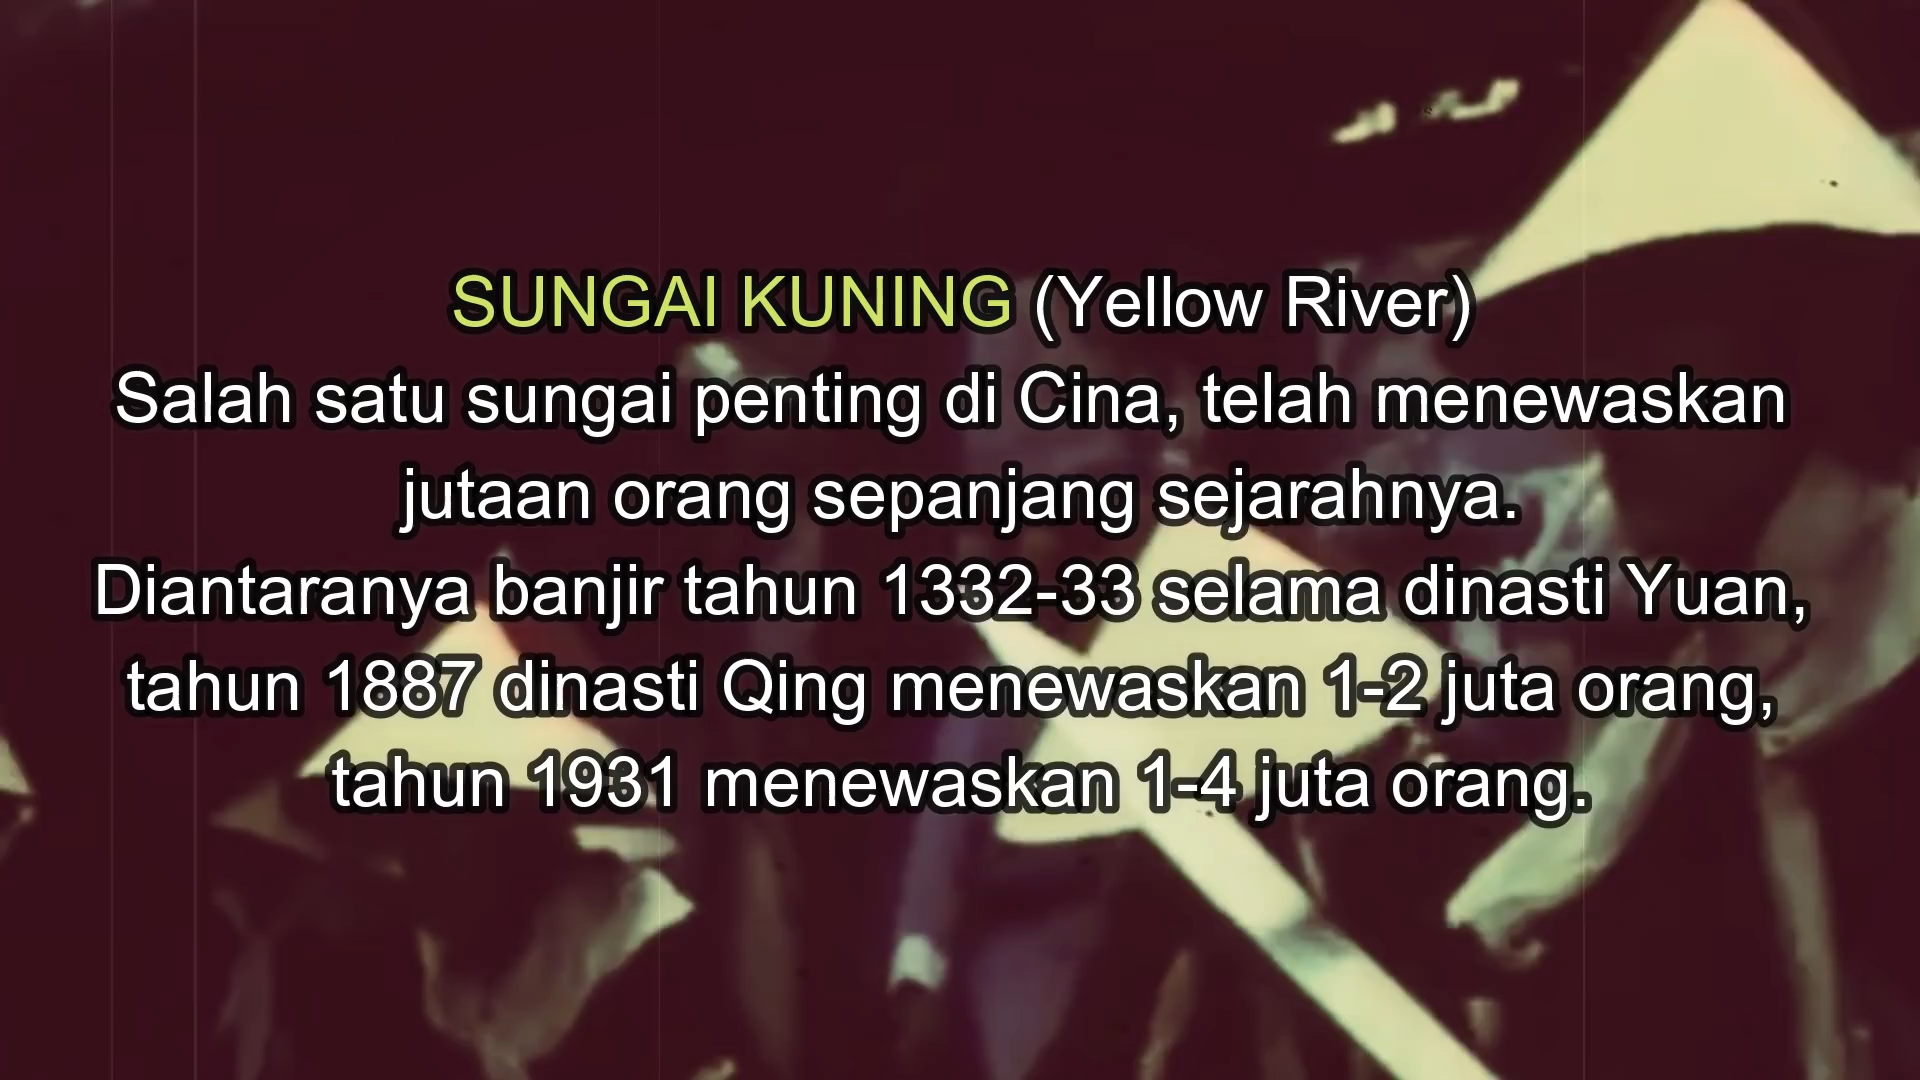 SUNGAI KUNING (Yellow River)
Salah satu sungai penting di Cina, telah menewaskan
jutaan orang sepanjang sejarahnya.
Diantaranya banjir tahun 1332-33 selama dinasti Yuan,
tahun 1887 dinasti Qing menewaskan 1-2 juta orang,
tahun 1931 menewaskan 1-4 juta orang.